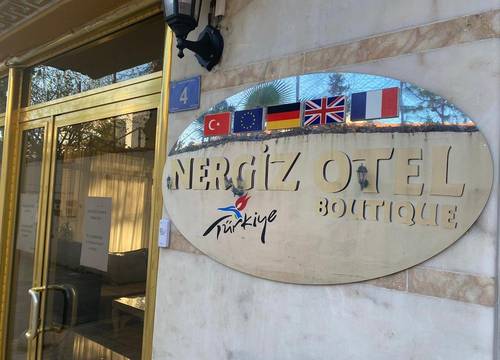 4
NERGİZ OTEL
BOUTIQUE
Türkiye